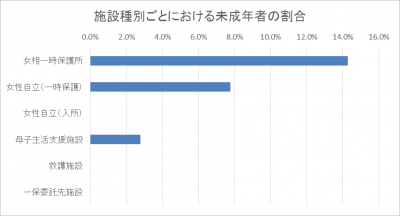 施設種別ごとにおける未成年者の割合
0.0% 2.0% 4.0% 6.0% 8.0% 10.0% 12.0% 14.0% 16.0%
女相一時保護所
女性自立(一時保護)
女性自立(入所)
母子生活支援施設
救護施設
一保委託先施設